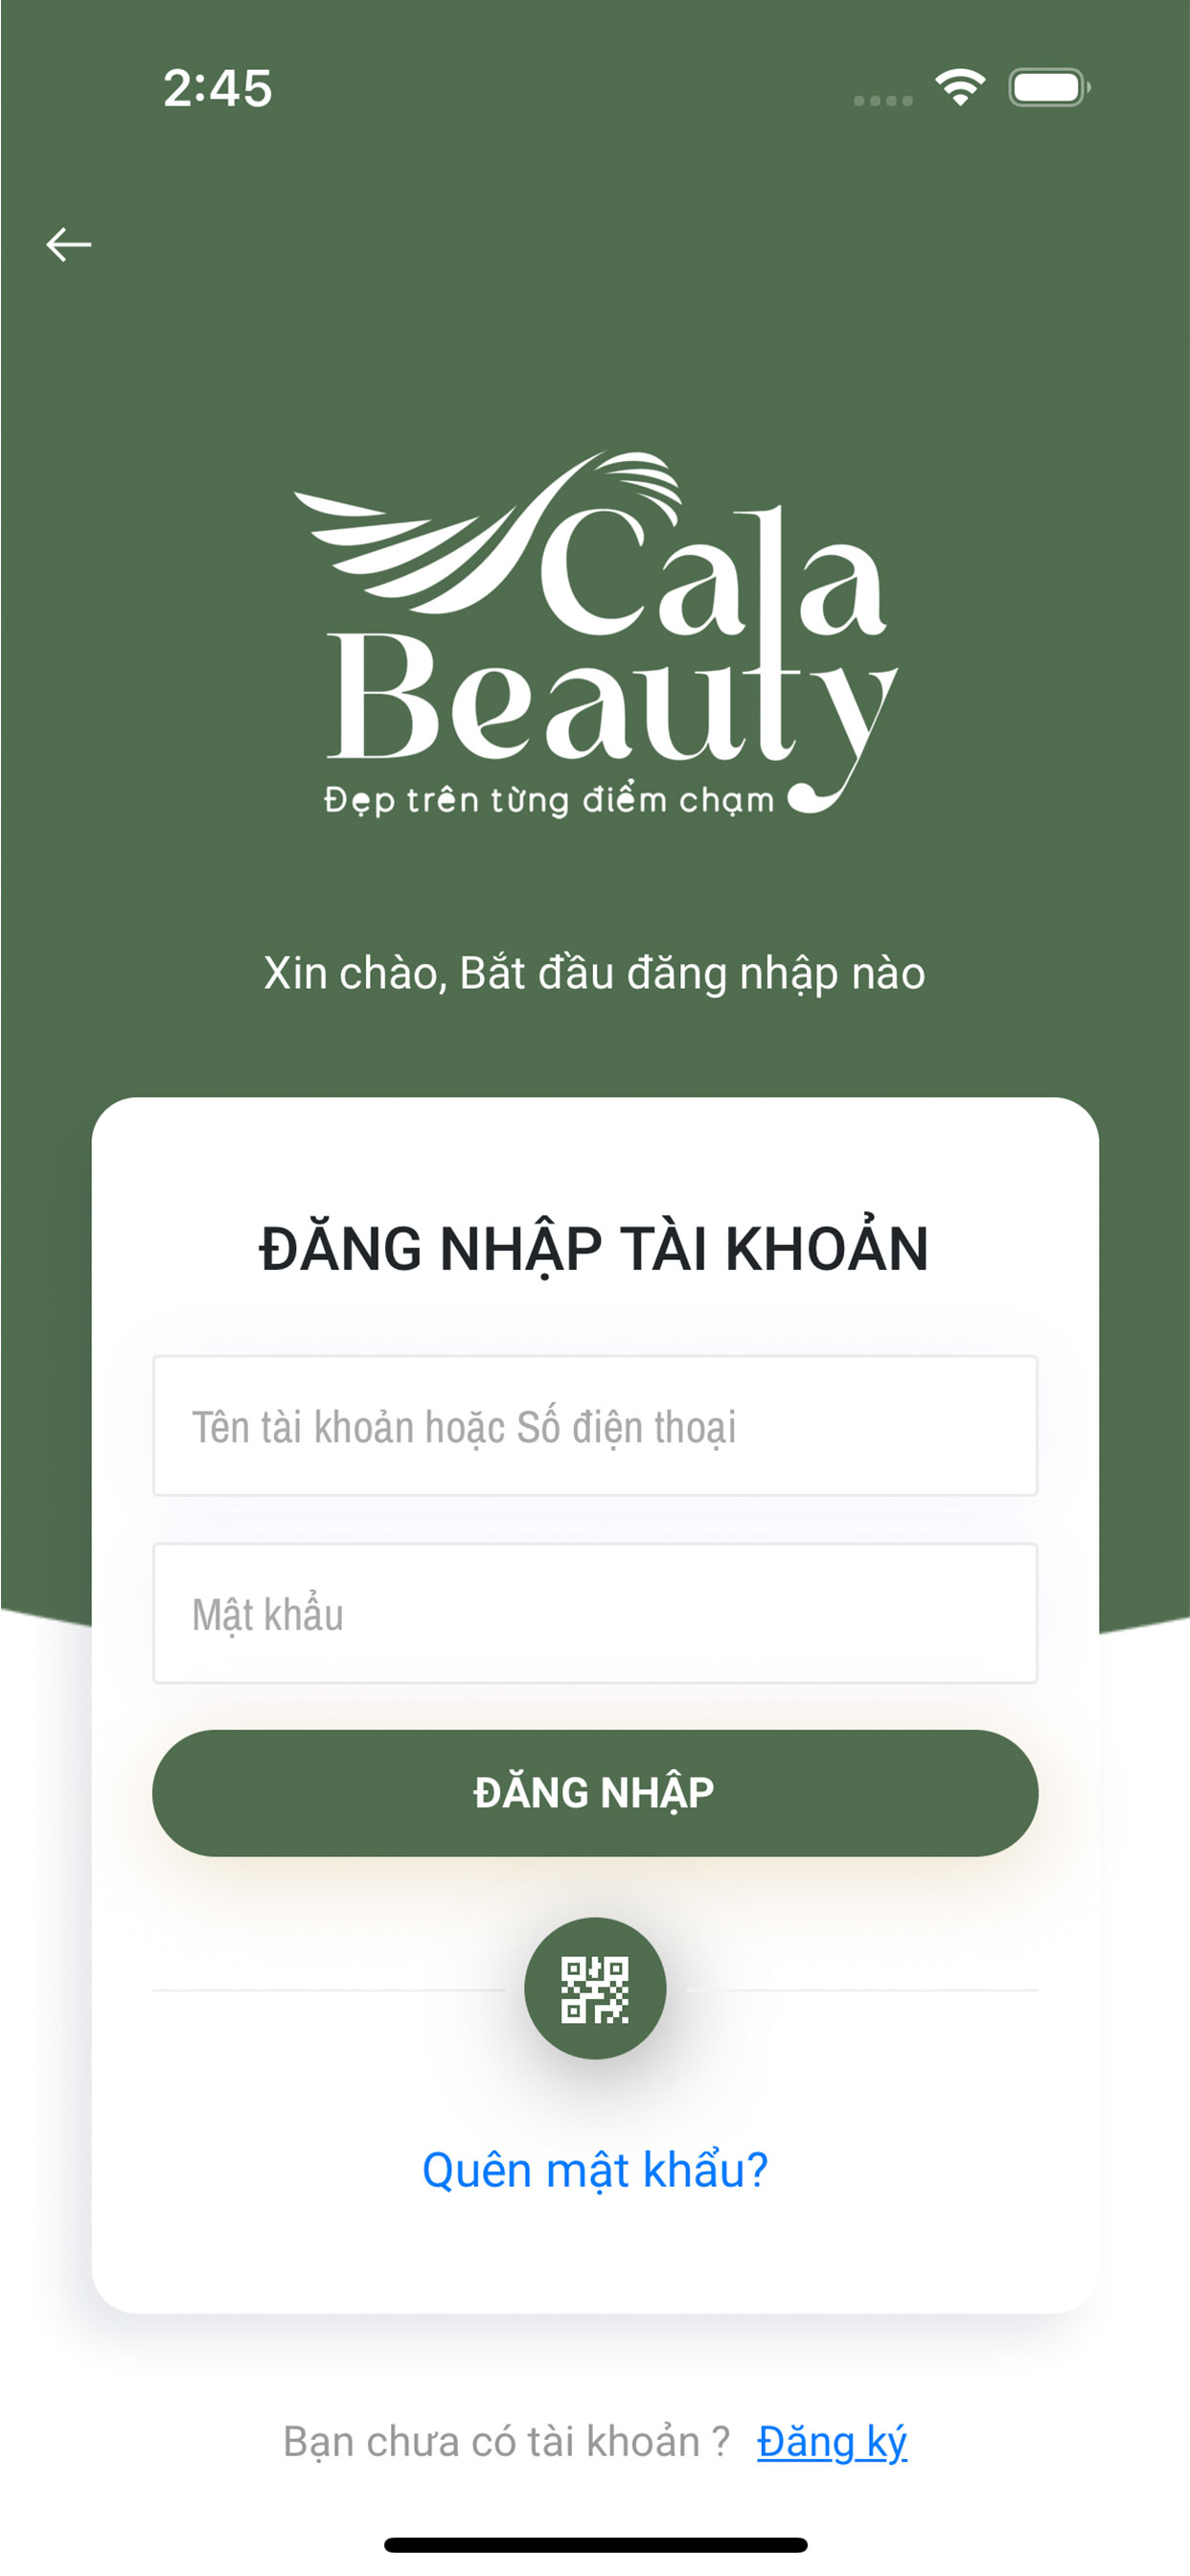 2:45
Cala
Beauty
Đẹp trên từng điểm chạm
Xin chào, Bắt đầu đăng nhập nào
ĐĂNG NHẬP TÀI KHOẢN
Tên tài khoản hoặc Số điện thoại
Mật khẩu
ĐĂNG NHẬP
Quên mật khẩu?
Bạn chưa có tài khoản ? Đăng ký